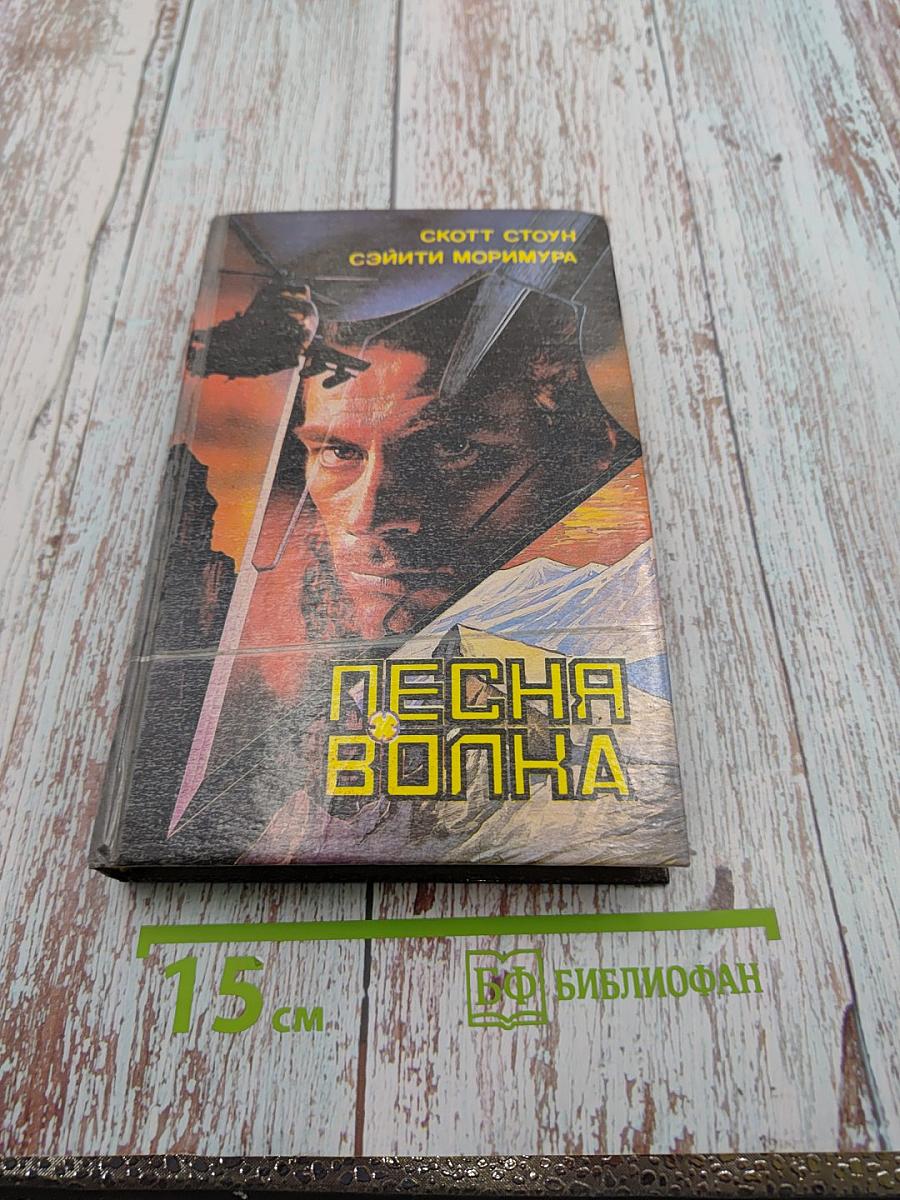 СКОТТ СТОУН
СЭЙИТИ МОРИМУРА
ПЕСНЯ
ВОЛКА
15 см
БФ БИБЛИОФАН